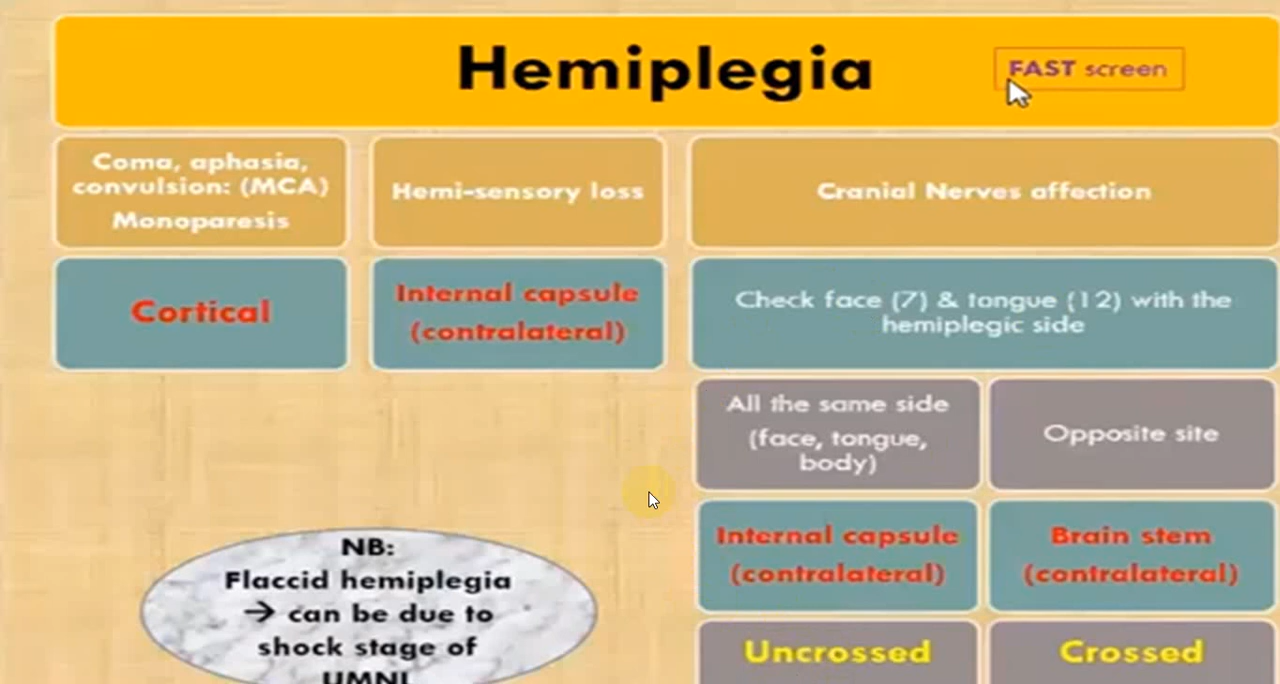 Hemiplegia
FAST screen
Coma, aphasia,
convulsion: (MCA)
Monoparesis
Hemi-sensory loss
Cranial Nerves affection
Cortical
Internal capsule
(contralateral)
Check face (7) & tongue (12) with the
hemiplegic side
All the same side
(face, tongue,
body)
Opposite site
Internal capsule
(contralateral)
Brain stem
(contralateral)
Uncrossed
Crossed
NB:
Flaccid hemiplegia
→ can be due to
shock stage of
UMNL